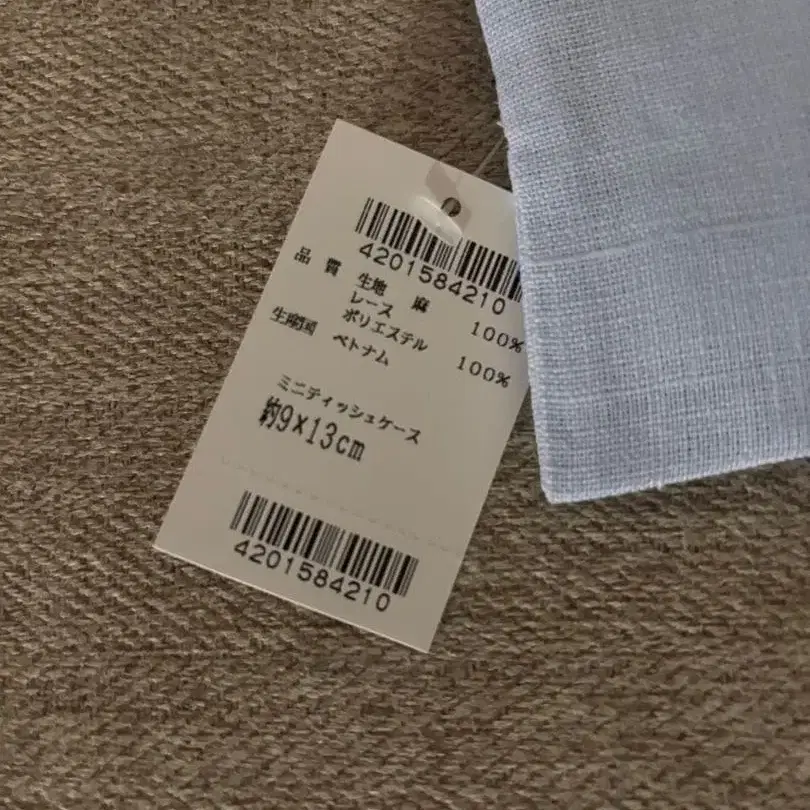 4201584210
品 質 生地 麻 100%
レース
ポリエステル 100%
生産国 ベトナム
ミニティッシュケース
約9×13cm
4201584210